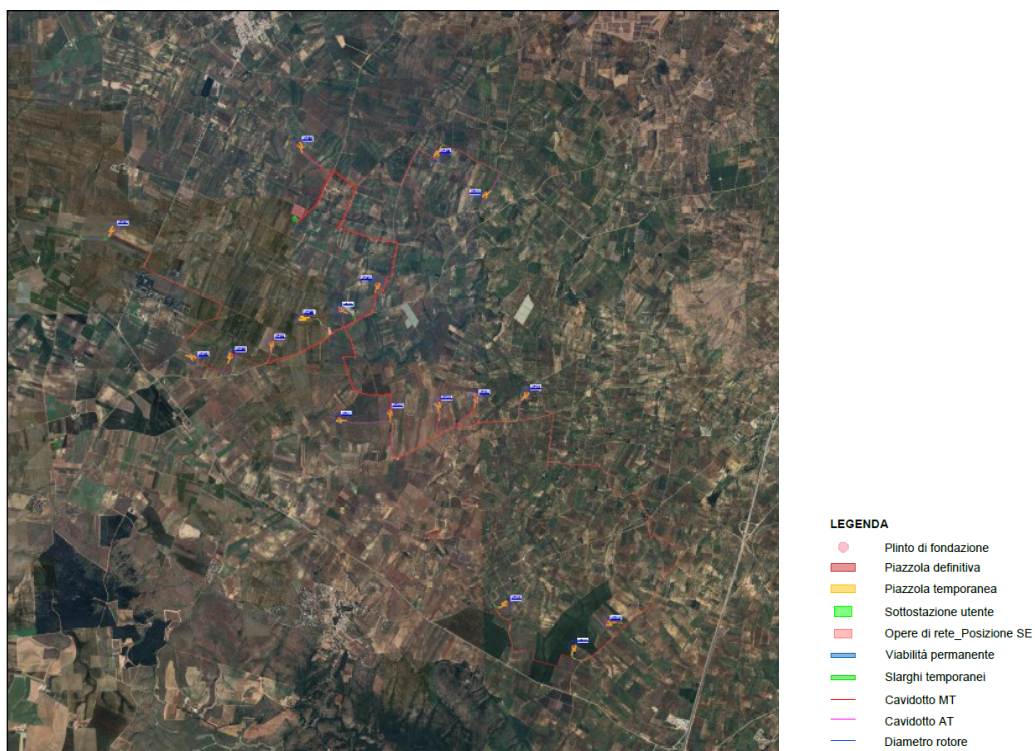 LEGENDA
Plinto di fondazione
Piazzola definitiva
Piazzola temporanea
Sottostazione utente
Opere di rete_Posizione SE
Viabilità permanente
Slarghi temporanei
Cavidotto MT
Cavidotto AT
Diametro rotore